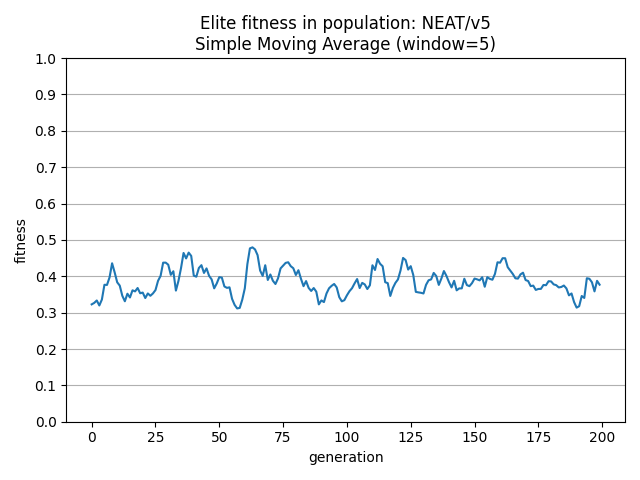 Elite fitness in population: NEAT/v5
Simple Moving Average (window=5)
1.0
0.9
0.8
0.7
0.6
0.5
0.4
0.3
0.2
0.1
0.0
fitness
0 25 50 75 100 125 150 175 200
generation